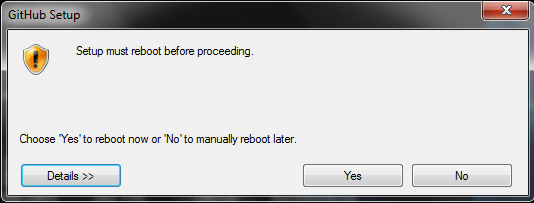 GitHub Setup
Setup must reboot before proceeding.
Choose 'Yes' to reboot now or 'No' to manually reboot later.
Details >>
Yes
No